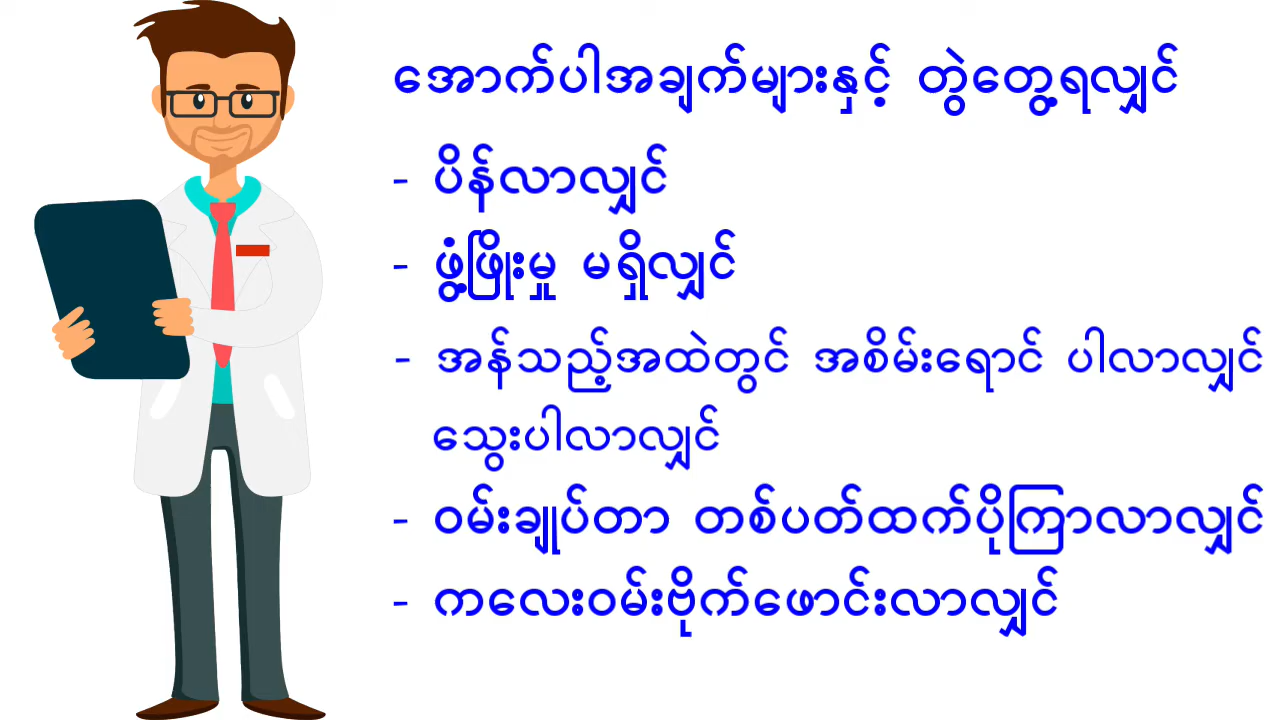 အောက်ပါအချက်များနှင့် တွဲတွေ့ရလျှင်
- ပိန်လာလျှင်
- ဖွံ့ဖြိုးမှု မရှိလျှင်
- အန်သည့်အထဲတွင် အစိမ်းရောင် ပါလာလျှင်
သွေးပါလာလျှင်
- ဝမ်းချုပ်တာ တစ်ပတ်ထက်ပိုကြာလာလျှင်
- ကလေးဝမ်းဗိုက်ဖောင်းလာလျှင်